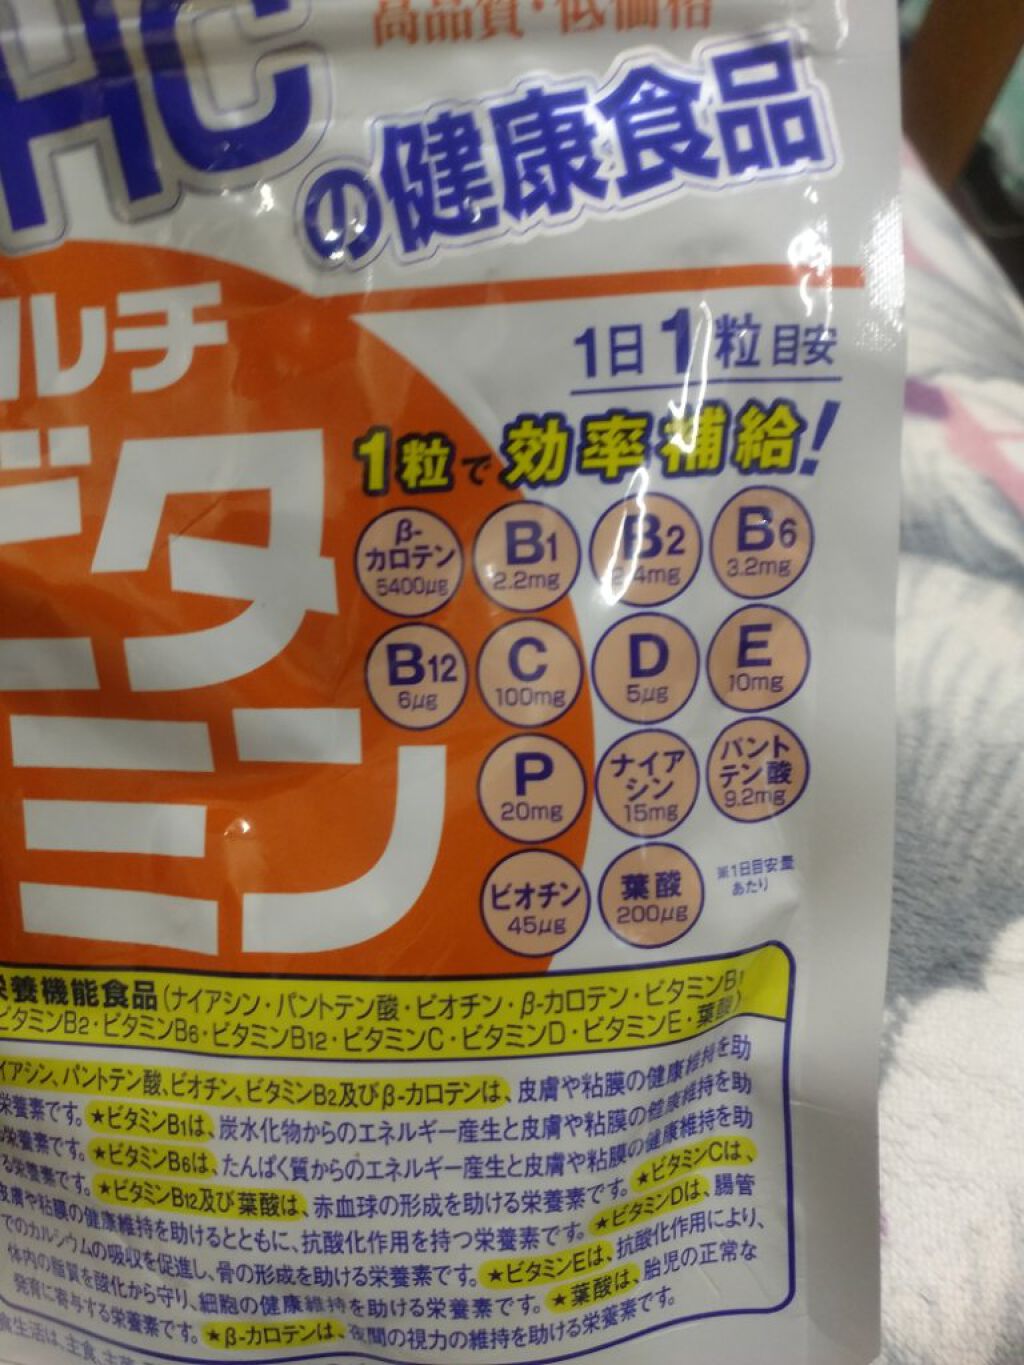 HC
高品質・低価格
の健康食品
ルチ
ビタ
ミン
1日1粒目安
1粒で効率補給!
β-カロテン 5400μg
B1 2.2mg
B2 2.4mg
B6 3.2mg
B12 6μg
C 100mg
D 5μg
E 10mg
P 20mg
ナイアシン 15mg
パントテン酸 9.2mg
ビオチン 45μg
葉酸 200μg
※1日目安量あたり
栄養機能食品(ナイアシン・パントテン酸・ビオチン・β-カロテン・ビタミンB1
ビタミンB2・ビタミンB6・ビタミンB12・ビタミンC・ビタミンD・ビタミンE・葉酸)
イアシン、パントテン酸、ビオチン、ビタミンB2及びβ-カロテンは、皮膚や粘膜の健康維持を助
栄養素です。★ビタミンB1は、炭水化物からのエネルギー産生と皮膚や粘膜の健康維持を助
栄養素です。★ビタミンB6は、たんぱく質からのエネルギー産生と皮膚や粘膜の健康維持を助
る栄養素です。★ビタミンB12及び葉酸は、赤血球の形成を助ける栄養素です。★ビタミンCは、
皮膚や粘膜の健康維持を助けるとともに、抗酸化作用を持つ栄養素です。★ビタミンDは、腸管
でのカルシウムの吸収を促進し、骨の形成を助ける栄養素です。★ビタミンEは、抗酸化作用により、
体内の脂質を酸化から守り、細胞の健康維持を助ける栄養素です。★葉酸は、胎児の正常な
発育に寄与する栄養素です。★β-カロテンは、夜間の視力の維持を助ける栄養素です。
食生活は、主食、主菜